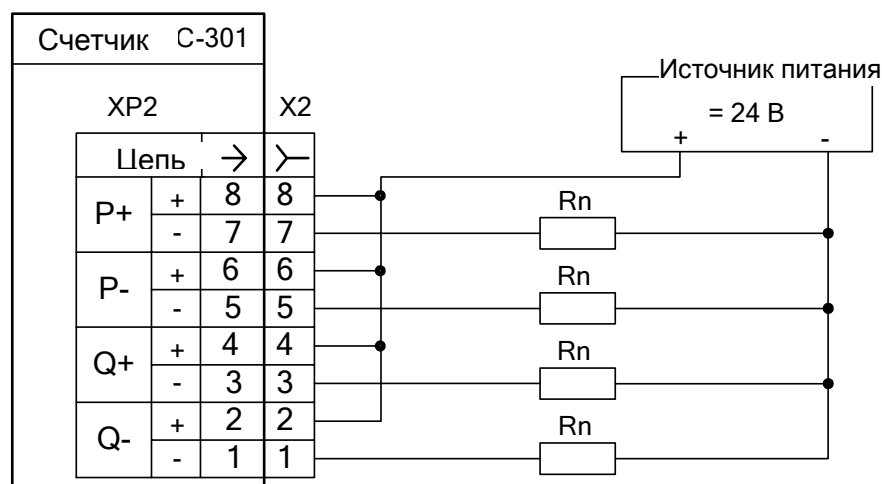 Счетчик С-301
Источник питания
= 24 В
+ -
XP2 X2
Цепь
P+ + 8 8
Rn
- 7 7
P- + 6 6
Rn
- 5 5
Q+ + 4 4
Rn
- 3 3
Q- + 2 2
Rn
- 1 1